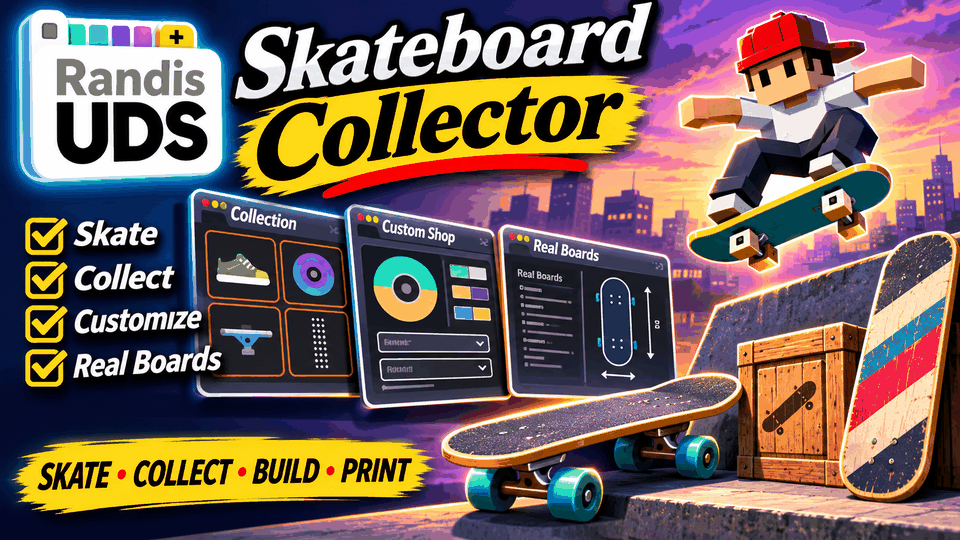 Randis
UDS
Skateboard
Collector
Skate
Collect
Customize
Real Boards
Collection
Custom Shop
Real Boards
Real Boards
SKATE • COLLECT • BUILD • PRINT